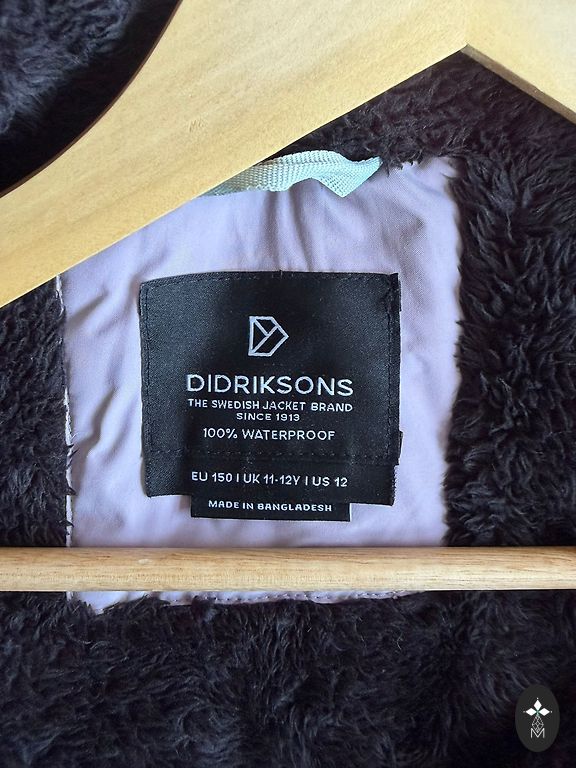 DIDRIKSONS
THE SWEDISH JACKET BRAND
SINCE 1913
100% WATERPROOF
EU 150 I UK 11-12Y I US 12
MADE IN BANGLADESH
M